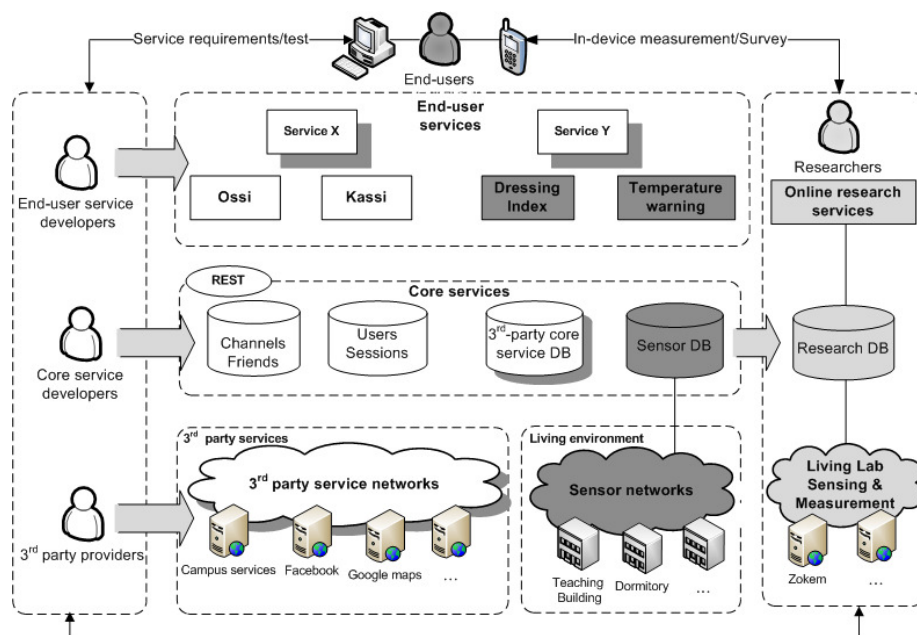 Service requirements/test
In-device measurement/Survey
End-users
End-user
services
Service X
Service Y
Ossi
Kassi
Dressing
Index
Temperature
warning
End-user service
developers
Researchers
Online research
services
REST
Core services
Channels
Friends
Users
Sessions
3rd-party core
service DB
Sensor DB
Research DB
Core service
developers
3rd party services
3rd party service networks
Campus services
Facebook
Google maps
...
3rd party providers
Living environment
Sensor networks
Teaching
Building
Dormitory
...
Living Lab
Sensing &
Measurement
Zokem
...